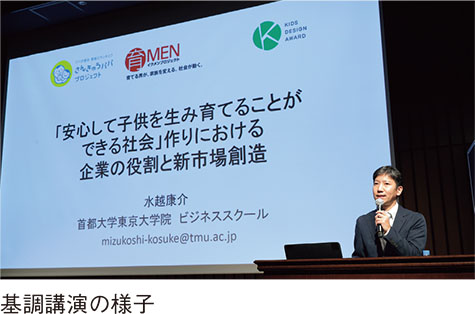 さんきゅうパパ
プロジェクト
育MEN
イクメンプロジェクト
育てる男が、家族を変える。社会が動く。
KIDS
DESIGN
AWARD
「安心して子供を生み育てることが
できる社会」作りにおける
企業の役割と新市場創造
水越康介
首都大学東京大学院 ビジネススクール
mizukoshi-kosuke@tmu.ac.jp
基調講演の様子